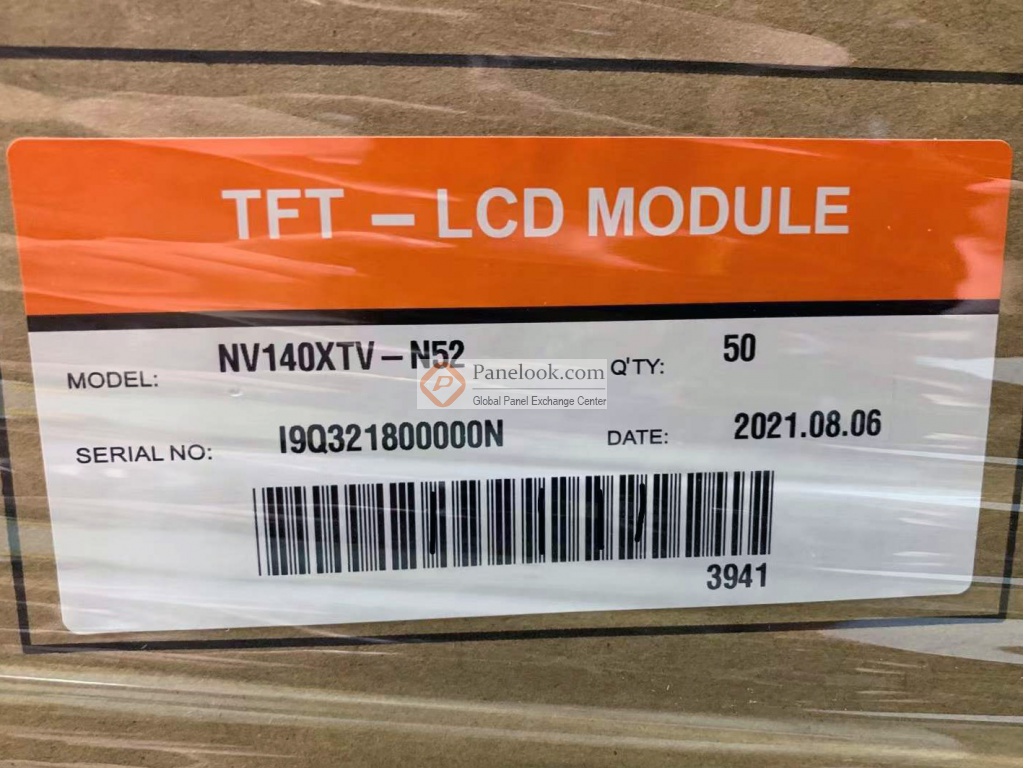 TFT - LCD MODULE
MODEL: NV140XTV-N52 Q'TY: 50
Panelook.com
Global Panel Exchange Center
SERIAL NO: I9Q321800000N DATE: 2021.08.06
3941